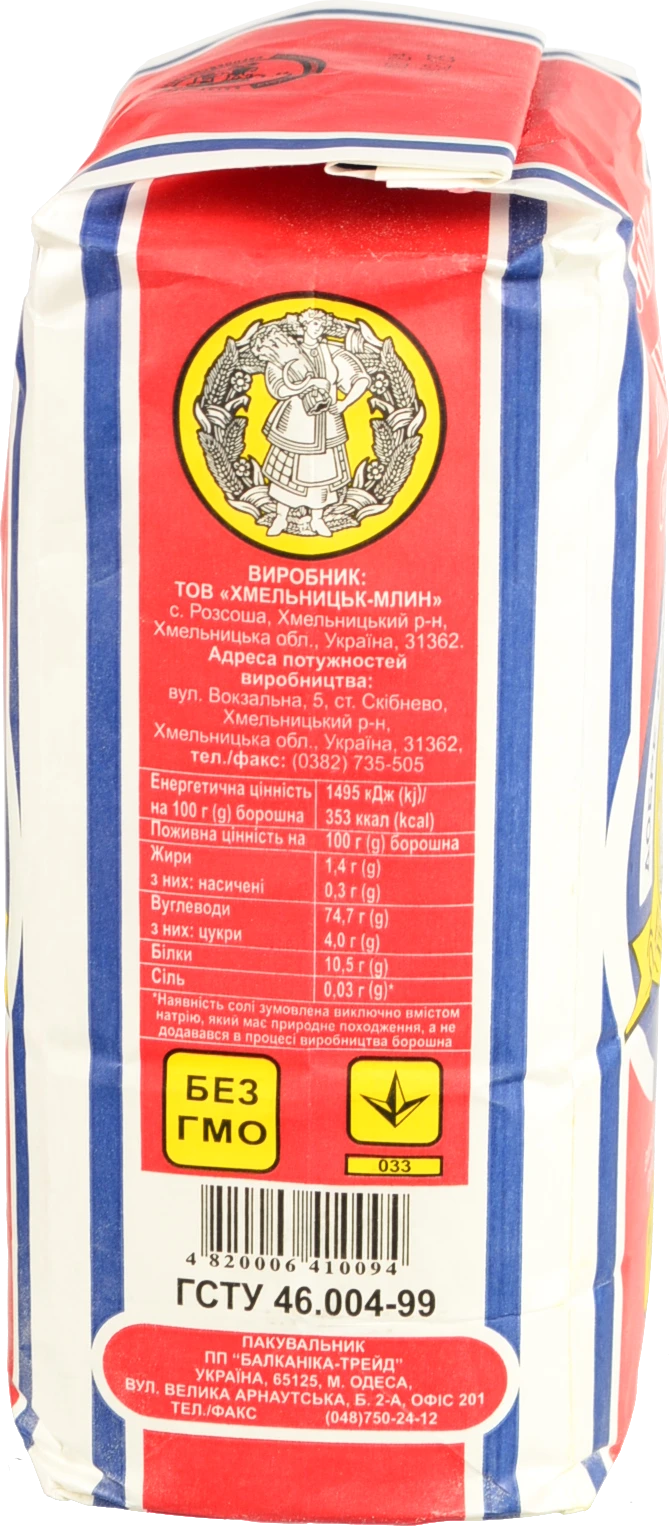 ВИРОБНИК:
ТОВ «ХМЕЛЬНИЦЬК-МЛИН»
с. Розсоша, Хмельницький р-н,
Хмельницька обл., Україна, 31362.
Адреса потужностей
виробництва:
вул. Вокзальна, 5, ст. Скібнево,
Хмельницький р-н,
Хмельницька обл., Україна, 31362,
тел./факс: (0382) 735-505
Енергетична цінність 1495 кДж (kj)/
на 100 г (g) борошна 353 ккал (kcal)
Поживна цінність на 100 г (g) борошна
Жири 1,4 г (g)
з них: насичені 0,3 г (g)
Вуглеводи 74,7 г (g)
з них: цукри 4,0 г (g)
Білки 10,5 г (g)
Сіль 0,03 г (g)*
*Наявність солі зумовлена виключно вмістом
натрію, який має природне походження, а не
додавався в процесі виробництва борошна
БЕЗ
ГМО
033
4 820006 410094
ГСТУ 46.004-99
ПАКУВАЛЬНИК
ПП "БАЛКАНІКА-ТРЕЙД"
УКРАЇНА, 65125, М. ОДЕСА,
ВУЛ. ВЕЛИКА АРНАУТСЬКА, Б. 2-А, ОФІС 201
ТЕЛ./ФАКС (048)750-24-12